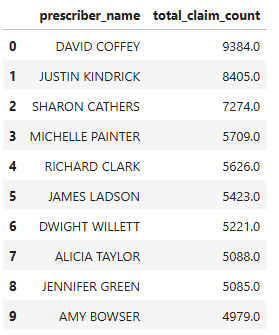 prescriber_name total_claim_count
0 DAVID COFFEY 9384.0
1 JUSTIN KINDRICK 8405.0
2 SHARON CATHERS 7274.0
3 MICHELLE PAINTER 5709.0
4 RICHARD CLARK 5626.0
5 JAMES LADSON 5423.0
6 DWIGHT WILLETT 5221.0
7 ALICIA TAYLOR 5088.0
8 JENNIFER GREEN 5085.0
9 AMY BOWSER 4979.0